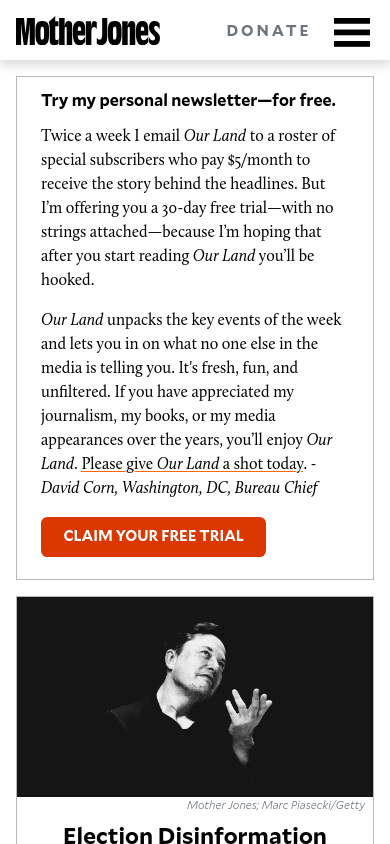 Mother Jones
DONATE
Try my personal newsletter—for free.
Twice a week I email Our Land to a roster of
special subscribers who pay $5/month to
receive the story behind the headlines. But
I’m offering you a 30-day free trial—with no
strings attached—because I’m hoping that
after you start reading Our Land you’ll be
hooked.
Our Land unpacks the key events of the week
and lets you in on what no one else in the
media is telling you. It's fresh, fun, and
unfiltered. If you have appreciated my
journalism, my books, or my media
appearances over the years, you’ll enjoy Our
Land. Please give Our Land a shot today. -
David Corn, Washington, DC, Bureau Chief
CLAIM YOUR FREE TRIAL
Mother Jones; Marc Piasecki/Getty
Election Disinformation